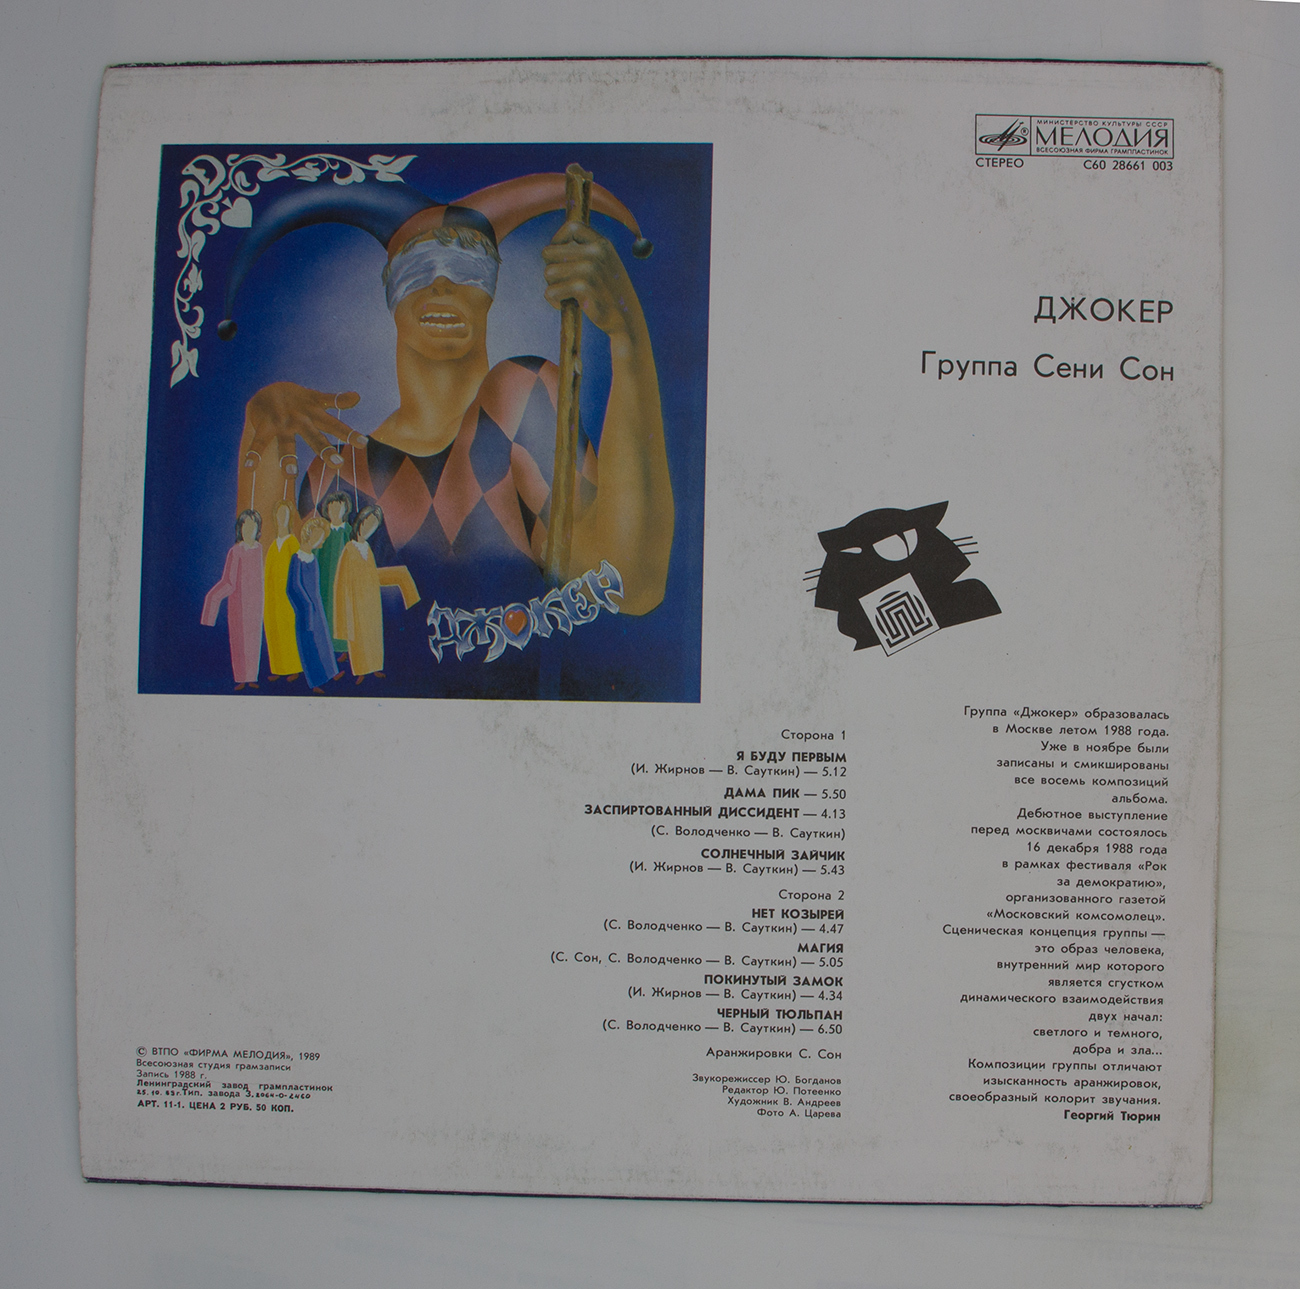 МИНИСТЕРСТВО КУЛЬТУРЫ СССР
МЕЛОДИЯ
ВСЕСОЮЗНАЯ ФИРМА ГРАМПЛАСТИНОК
СТЕРЕО
С60 28661 003
ДЖОКЕР
Группа Сени Сон
ДЖОКЕР
Сторона 1
Я БУДУ ПЕРВЫМ
(И. Жирнов — В. Сауткин) — 5.12
ДАМА ПИК — 5.50
ЗАСПИРТОВАННЫЙ ДИССИДЕНТ — 4.13
(С. Володченко — В. Сауткин)
СОЛНЕЧНЫЙ ЗАЙЧИК
(И. Жирнов — В. Сауткин) — 5.43
Сторона 2
НЕТ КОЗЫРЕЙ
(С. Володченко — В. Сауткин) — 4.47
МАГИЯ
(С. Сон, С. Володченко — В. Сауткин) — 5.05
ПОКИНУТЫЙ ЗАМОК
(И. Жирнов — В. Сауткин) — 4.34
ЧЕРНЫЙ ТЮЛЬПАН
(С. Володченко — В. Сауткин) — 6.50
Аранжировки С. Сон
Звукорежиссер Ю. Богданов
Редактор Ю. Потеенко
Художник В. Андреев
Фото А. Царева
Группа «Джокер» образовалась
в Москве летом 1988 года.
Уже в ноябре были
записаны и смикшированы
все восемь композиций
альбома.
Дебютное выступление
перед москвичами состоялось
16 декабря 1988 года
в рамках фестиваля «Рок
за демократию»,
организованного газетой
«Московский комсомолец».
Сценическая концепция группы —
это образ человека,
внутренний мир которого
является сгустком
динамического взаимодействия
двух начал:
светлого и темного,
добра и зла...
Композиции группы отличают
изысканность аранжировок,
своеобразный колорит звучания.
Георгий Тюрин
© ВТПО «ФИРМА МЕЛОДИЯ», 1989
Всесоюзная студия грамзаписи
Запись 1988 г.
Ленинградский завод грампластинок
Тип. завода З.
АРТ. 11-1. ЦЕНА 2 РУБ. 50 КОП.